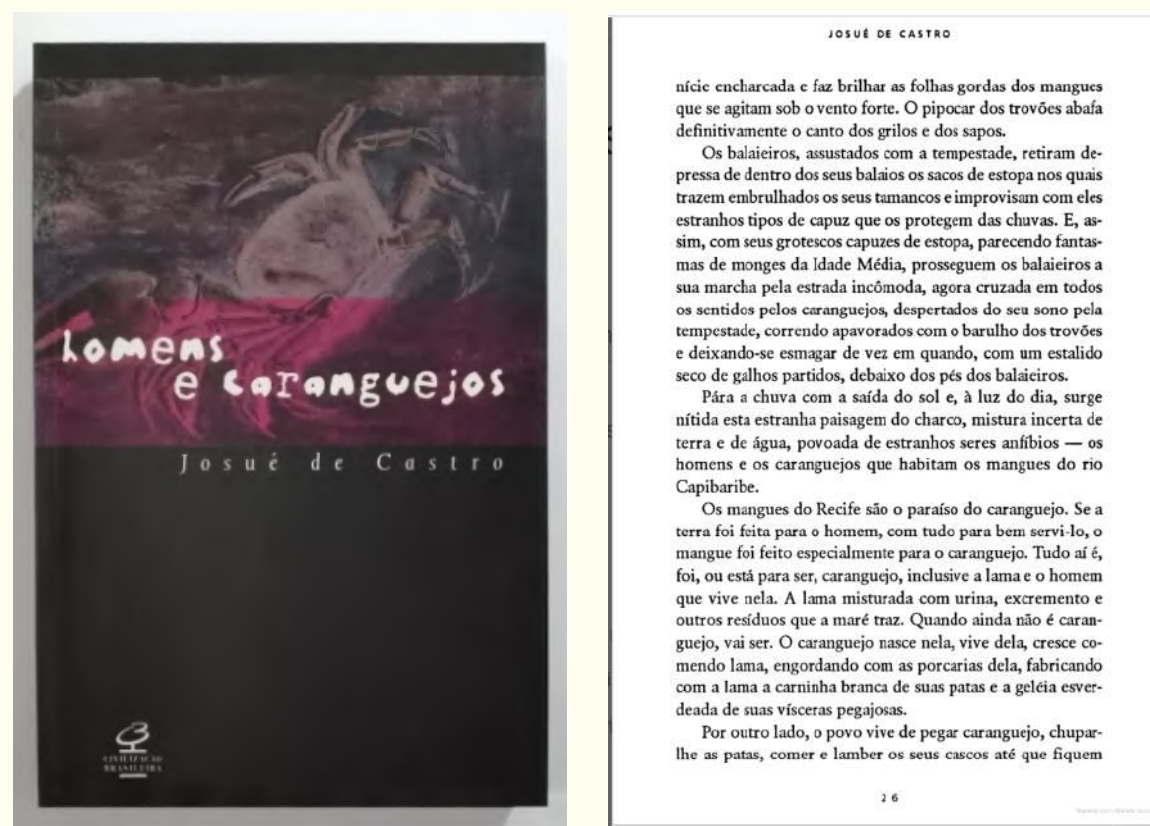 homens
e caranguejos
Josué de Castro
CIVILIZAÇÃO
BRASILEIRA
JOSUÉ DE CASTRO
nície encharcada e faz brilhar as folhas gordas dos mangues
que se agitam sob o vento forte. O pipocar dos trovões abafa
definitivamente o canto dos grilos e dos sapos.
Os balaieiros, assustados com a tempestade, retiram de-
pressa de dentro dos seus balaios os sacos de estopa nos quais
trazem embrulhados os seus tamancos e improvisam com eles
estranhos tipos de capuz que os protegem das chuvas. E, as-
sim, com seus grotescos capuzes de estopa, parecendo fantas-
mas de monges da Idade Média, prosseguem os balaieiros a
sua marcha pela estrada incômoda, agora cruzada em todos
os sentidos pelos caranguejos, despertados do seu sono pela
tempestade, correndo apavorados com o barulho dos trovões
e deixando-se esmagar de vez em quando, com um estalido
seco de galhos partidos, debaixo dos pés dos balaieiros.
Pára a chuva com a saída do sol e, à luz do dia, surge
nítida esta estranha paisagem do charco, mistura incerta de
terra e de água, povoada de estranhos seres anfíbios — os
homens e os caranguejos que habitam os mangues do rio
Capibaribe.
Os mangues do Recife são o paraíso do caranguejo. Se a
terra foi feita para o homem, com tudo para bem servi-lo, o
mangue foi feito especialmente para o caranguejo. Tudo aí é,
foi, ou está para ser, caranguejo, inclusive a lama e o homem
que vive nela. A lama misturada com urina, excremento e
outros resíduos que a maré traz. Quando ainda não é caran-
guejo, vai ser. O caranguejo nasce nela, vive dela, cresce co-
mendo lama, engordando com as porcarias dela, fabricando
com a lama a carninha branca de suas patas e a geléia esver-
deada de suas vísceras pegajosas.
Por outro lado, o povo vive de pegar caranguejo, chupar-
lhe as patas, comer e lamber os seus cascos até que fiquem
26